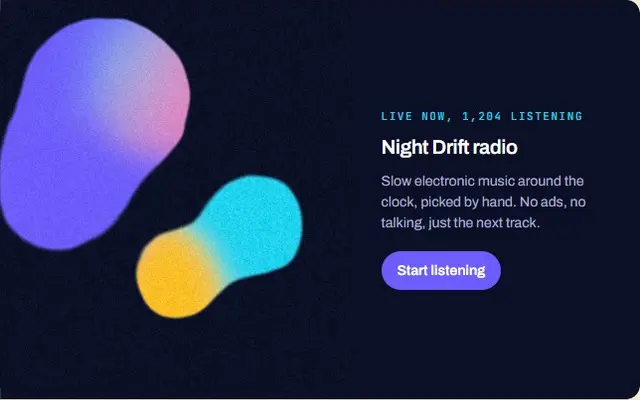 LIVE NOW, 1,204 LISTENING
Night Drift radio
Slow electronic music around the
clock, picked by hand. No ads, no
talking, just the next track.
Start listening